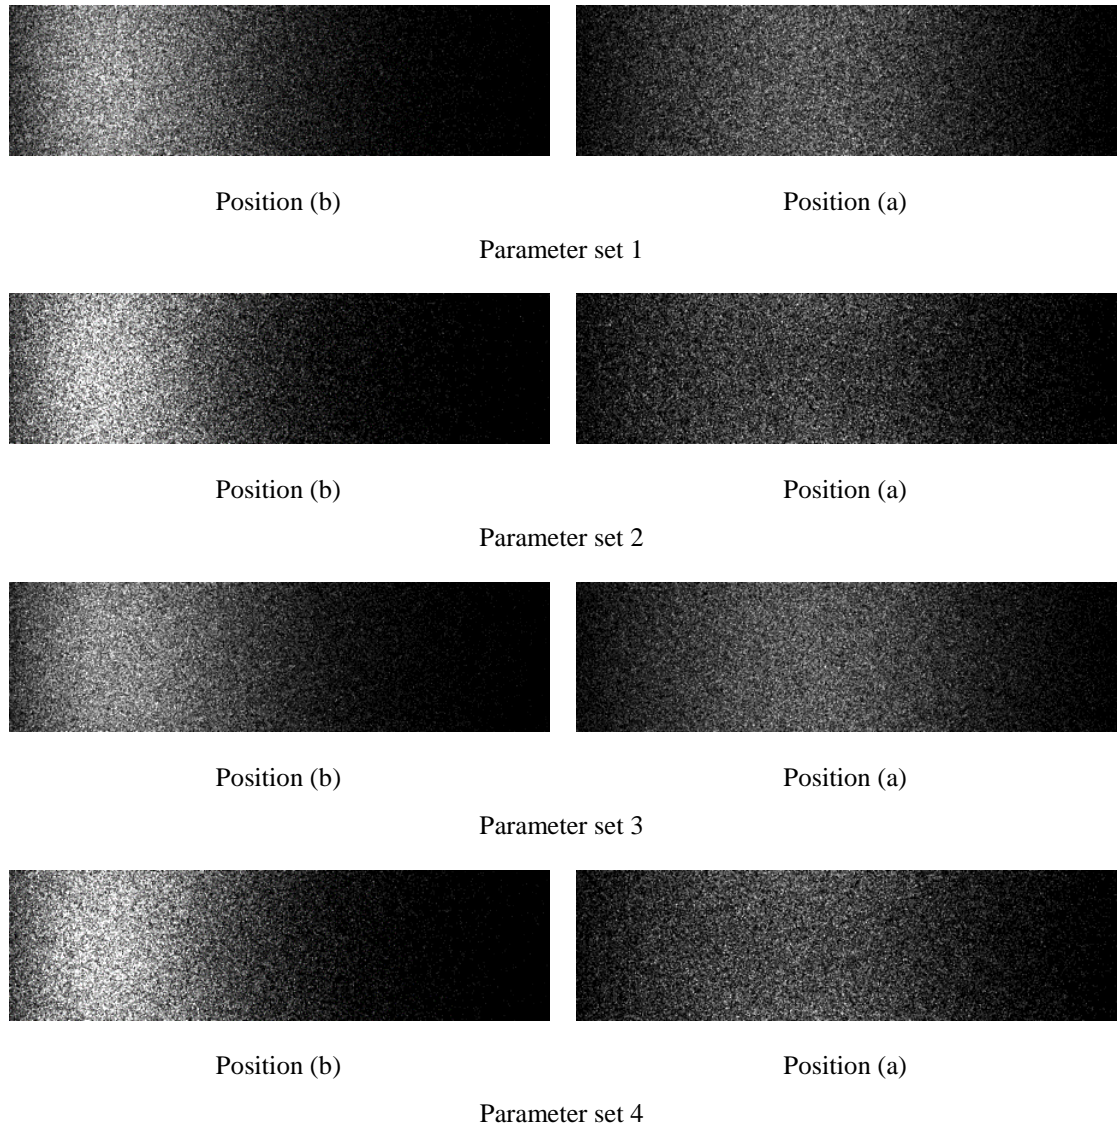 Position (b) Position (a)
Parameter set 1
Position (b) Position (a)
Parameter set 2
Position (b) Position (a)
Parameter set 3
Position (b) Position (a)
Parameter set 4